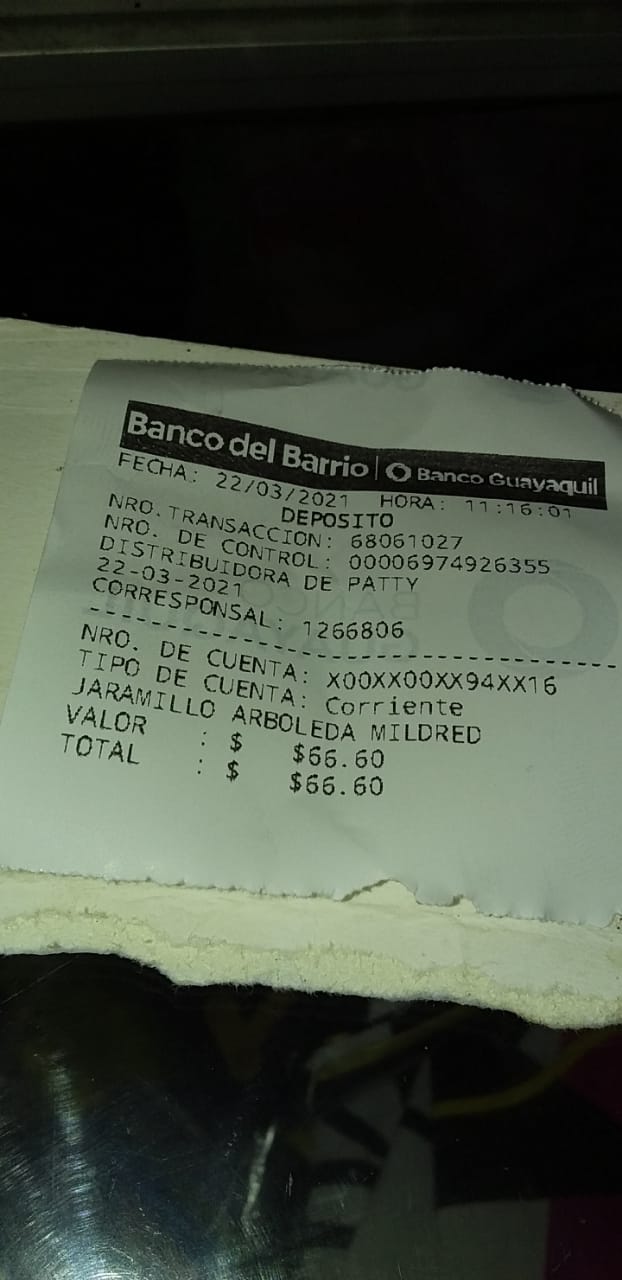 Banco del Barrio | Banco Guayaquil
FECHA: 22/03/2021 HORA: 11:16:01
DEPOSITO
NRO. TRANSACCION: 68061027
NRO. DE CONTROL: 00006974926355
DISTRIBUIDORA DE PATTY
22-03-2021
CORRESPONSAL: 1266806
NRO. DE CUENTA: X00XX00XX94XX16
TIPO DE CUENTA: Corriente
JARAMILLO ARBOLEDA MILDRED
VALOR : $ $66.60
TOTAL : $ $66.60